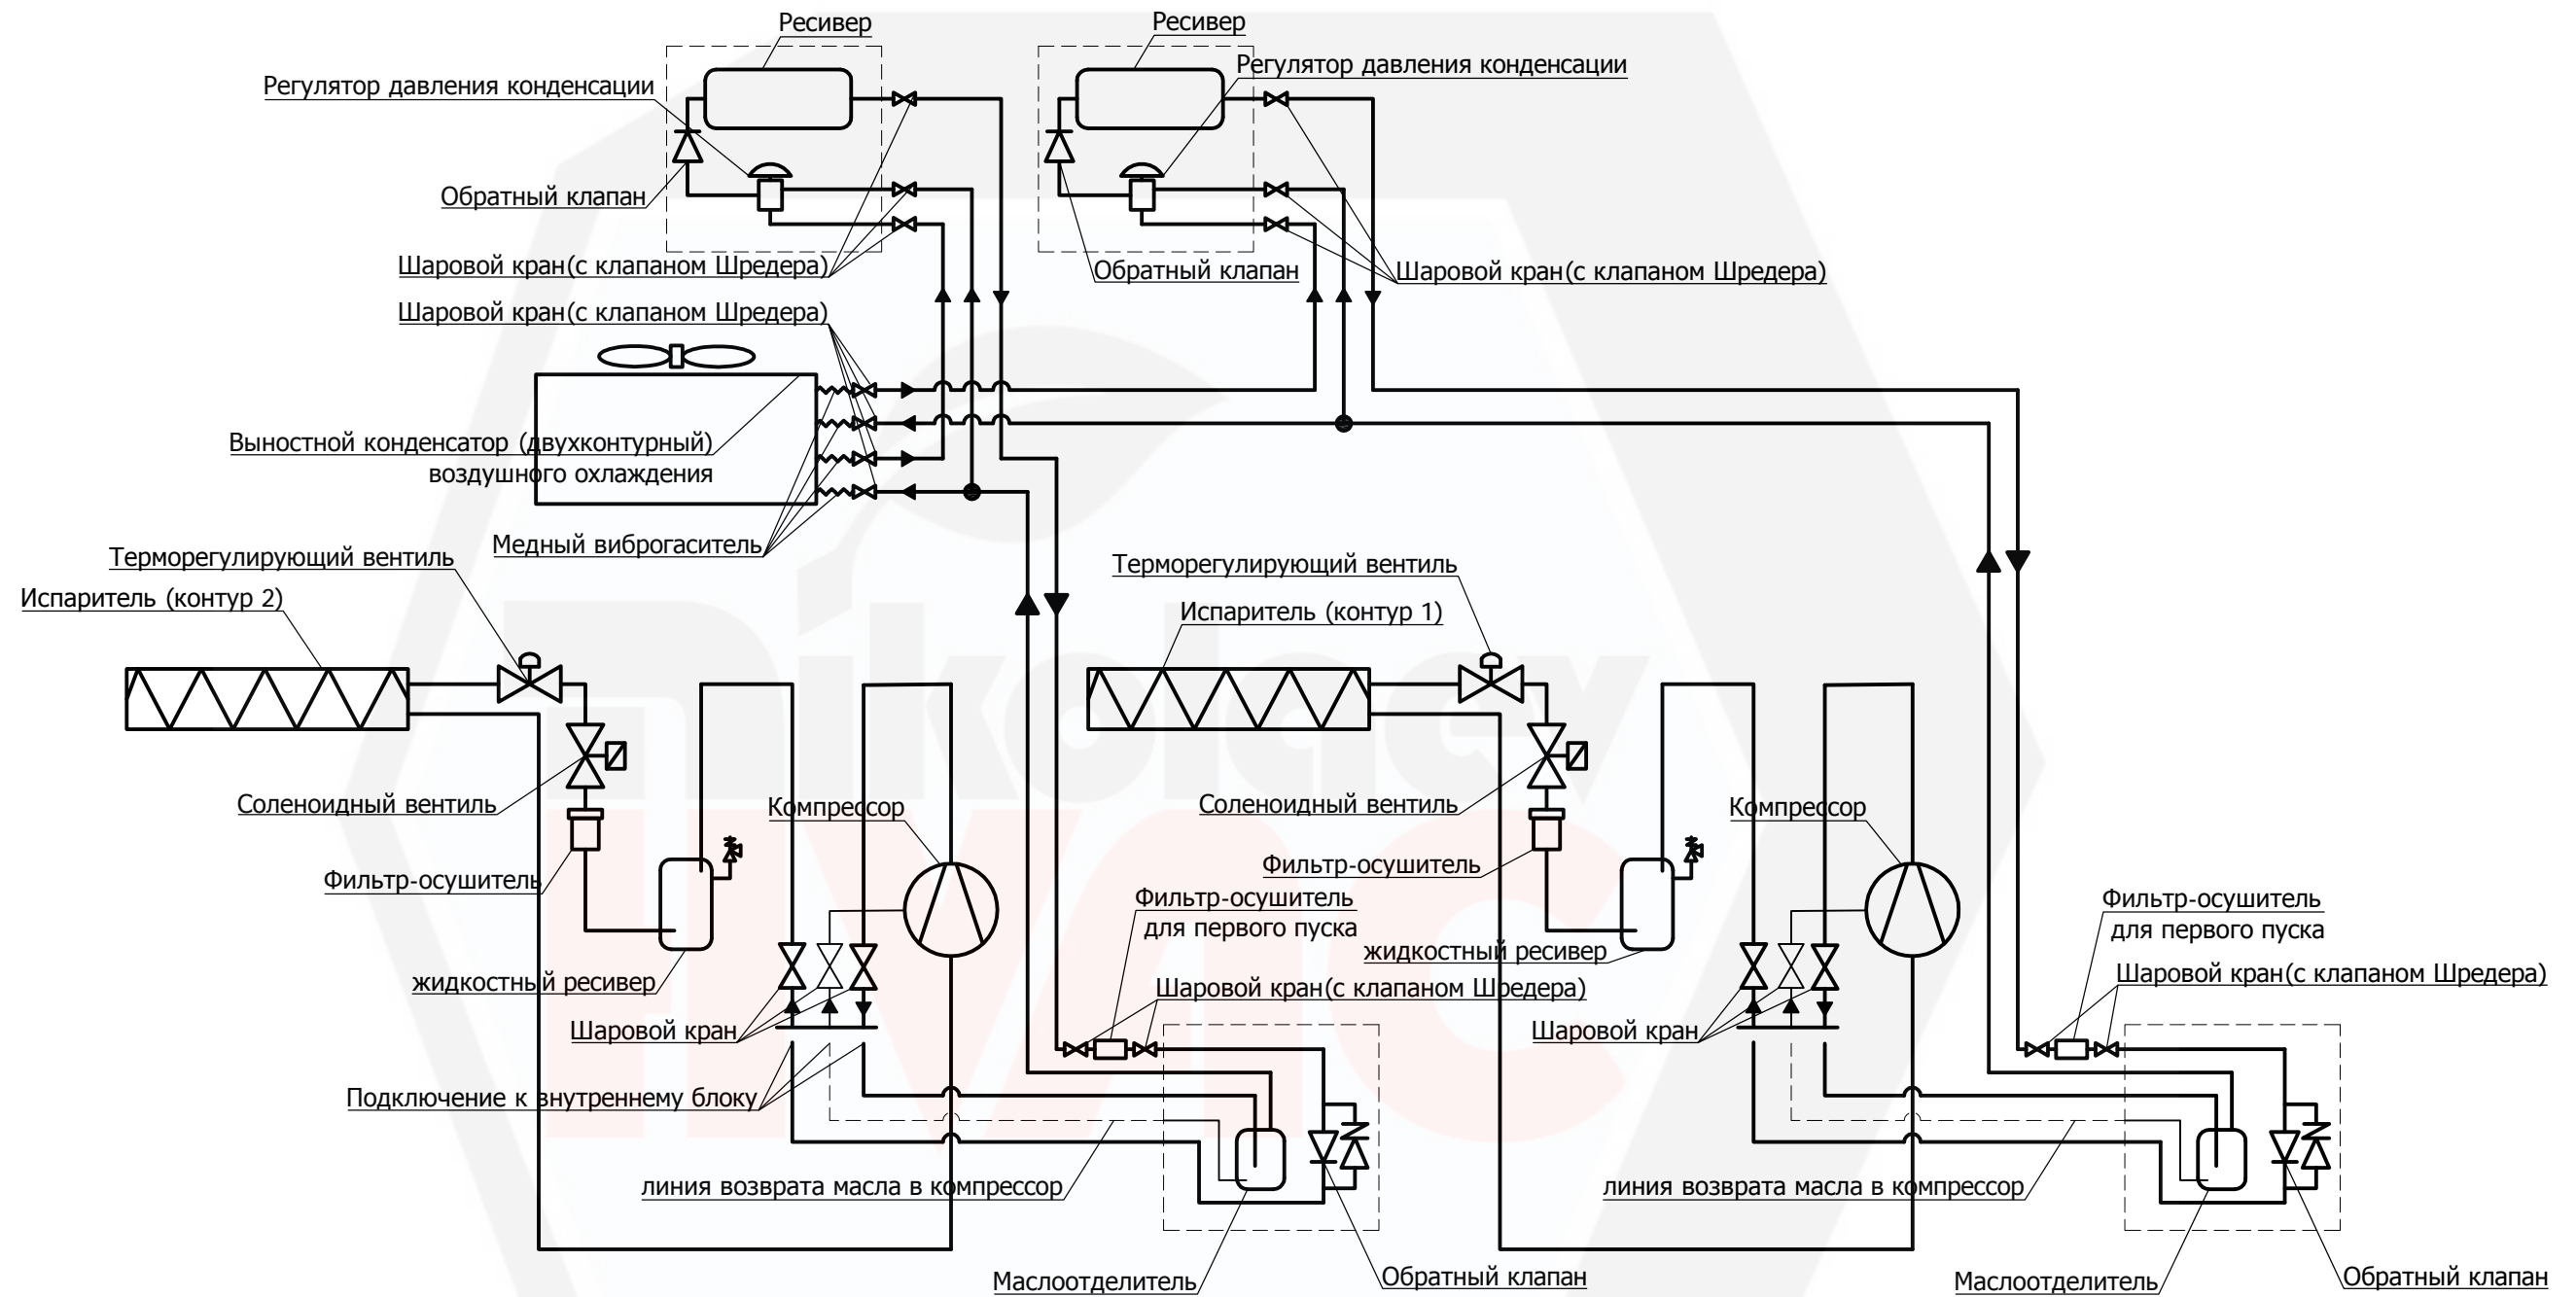 Ресивер
Ресивер
Регулятор давления конденсации
Регулятор давления конденсации
Обратный клапан
Шаровой кран(с клапаном Шредера)
Обратный клапан
Шаровой кран(с клапаном Шредера)
Шаровой кран(с клапаном Шредера)
Выностной конденсатор (двухконтурный)
воздушного охлаждения
Медный виброгаситель
Терморегулирующий вентиль
Испаритель (контур 2)
Терморегулирующий вентиль
Испаритель (контур 1)
Соленоидный вентиль
Компрессор
Соленоидный вентиль
Компрессор
Фильтр-осушитель
Фильтр-осушитель
Фильтр-осушитель
для первого пуска
Фильтр-осушитель
для первого пуска
жидкостный ресивер
жидкостный ресивер
Шаровой кран(с клапаном Шредера)
Шаровой кран(с клапаном Шредера)
Шаровой кран
Шаровой кран
Подключение к внутреннему блоку
линия возврата масла в компрессор
линия возврата масла в компрессор
Маслоотделитель
Обратный клапан
Маслоотделитель
Обратный клапан
Nikolaev
HVAC